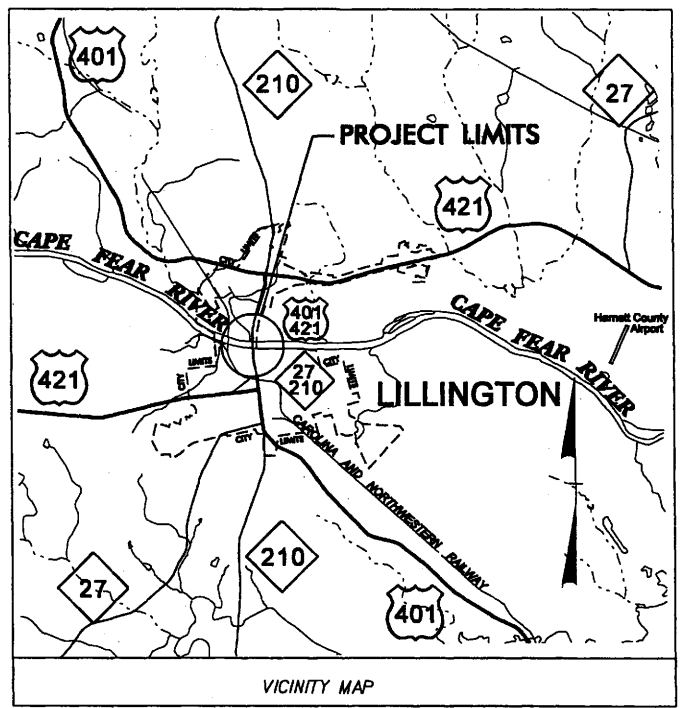 401
210
27
PROJECT LIMITS
421
CITY
LIMITS
CAPE FEAR RIVER
401
421
CAPE FEAR RIVER
Harnett County
Airport
421
CITY
LIMITS
27
210
CITY
LIMITS
LILLINGTON
CITY
LIMITS
CAROLINA AND NORTHWESTERN RAILWAY
27
210
401
VICINITY MAP